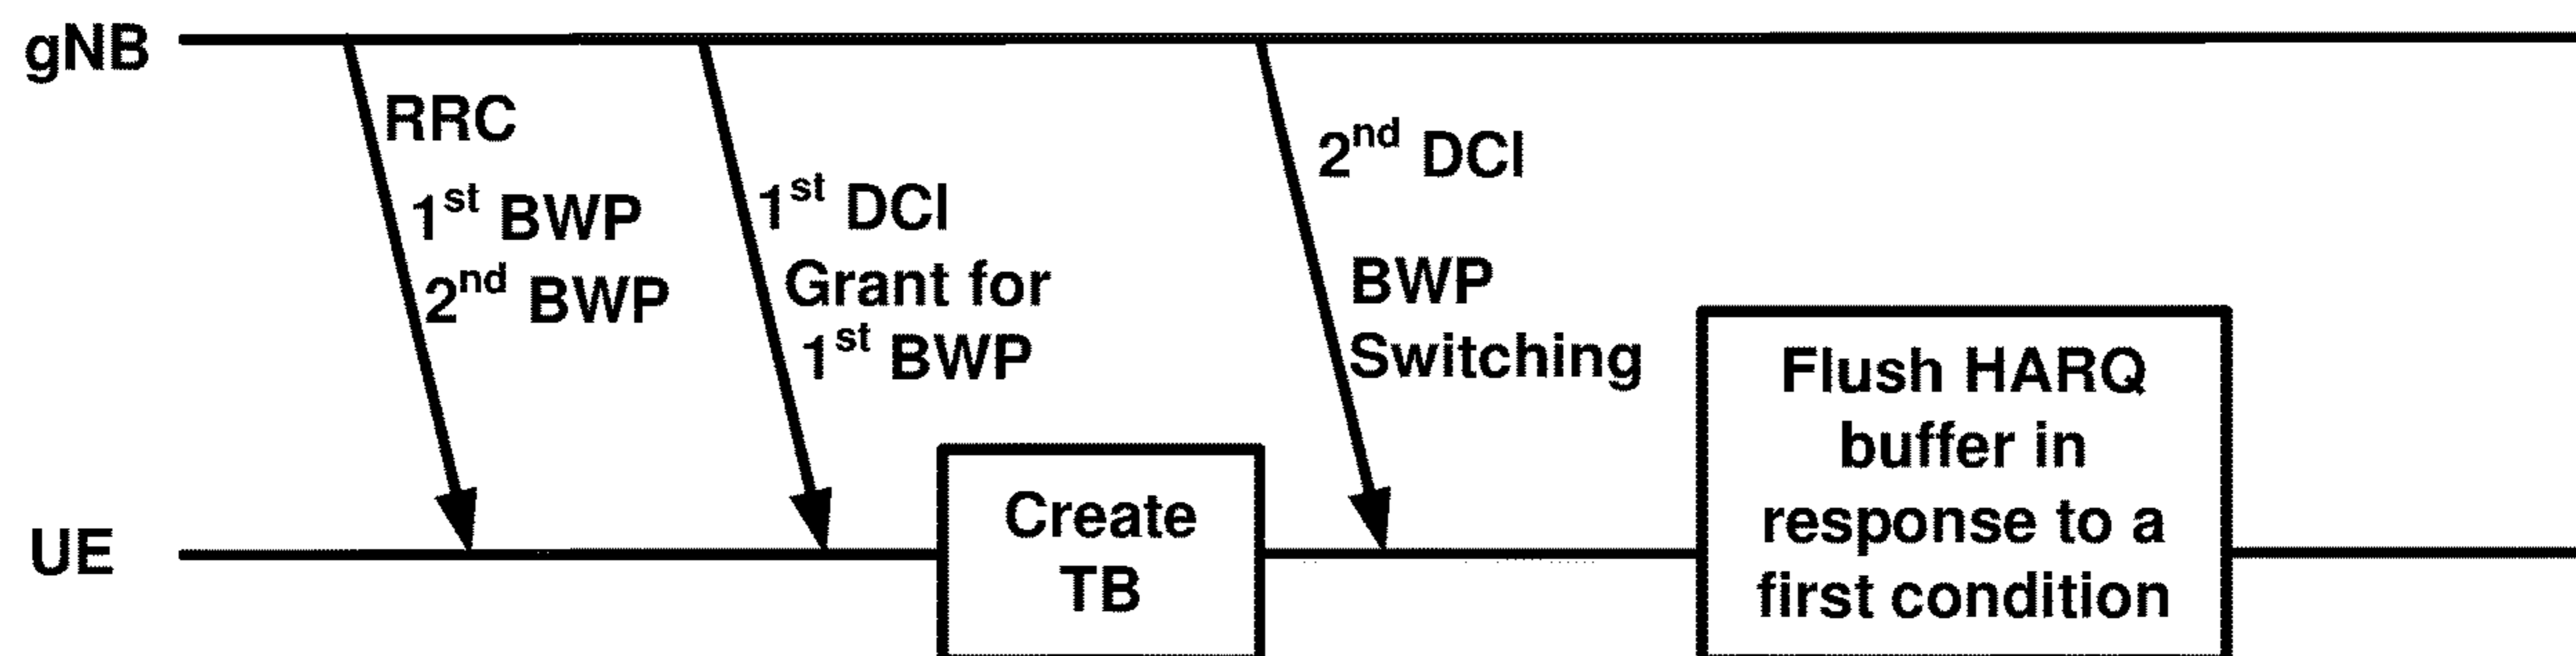 gNB
RRC
1st BWP
2nd BWP
1st DCI
Grant for
1st BWP
2nd DCI
BWP
Switching
UE
Create
TB
Flush HARQ
buffer in
response to a
first condition